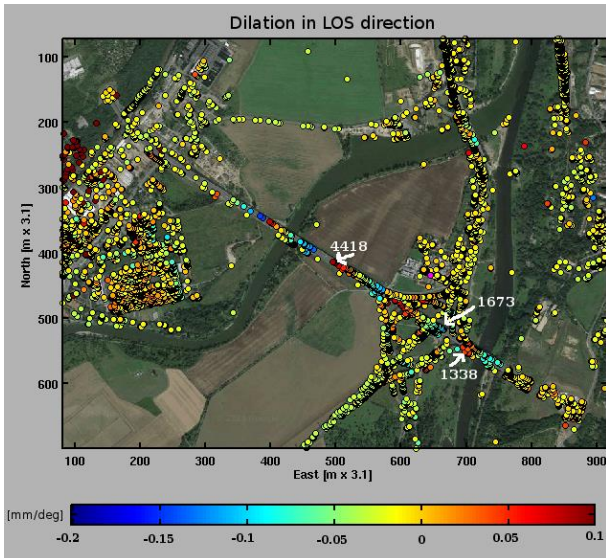 Dilation in LOS direction
100
200
300
400
500
600
North [m x 3.1]
4418
1673
1338
100 200 300 400 500 600 700 800 900
East [m x 3.1]
[mm/deg]
-0.2 -0.15 -0.1 -0.05 0 0.05 0.1